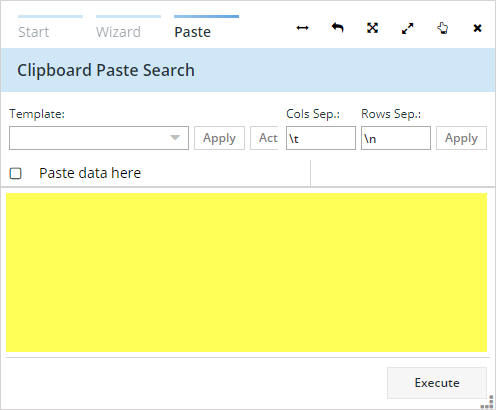 Start Wizard Paste
Clipboard Paste Search
Template: Cols Sep.: Rows Sep.:
Apply Act \t \n Apply
Paste data here
Execute